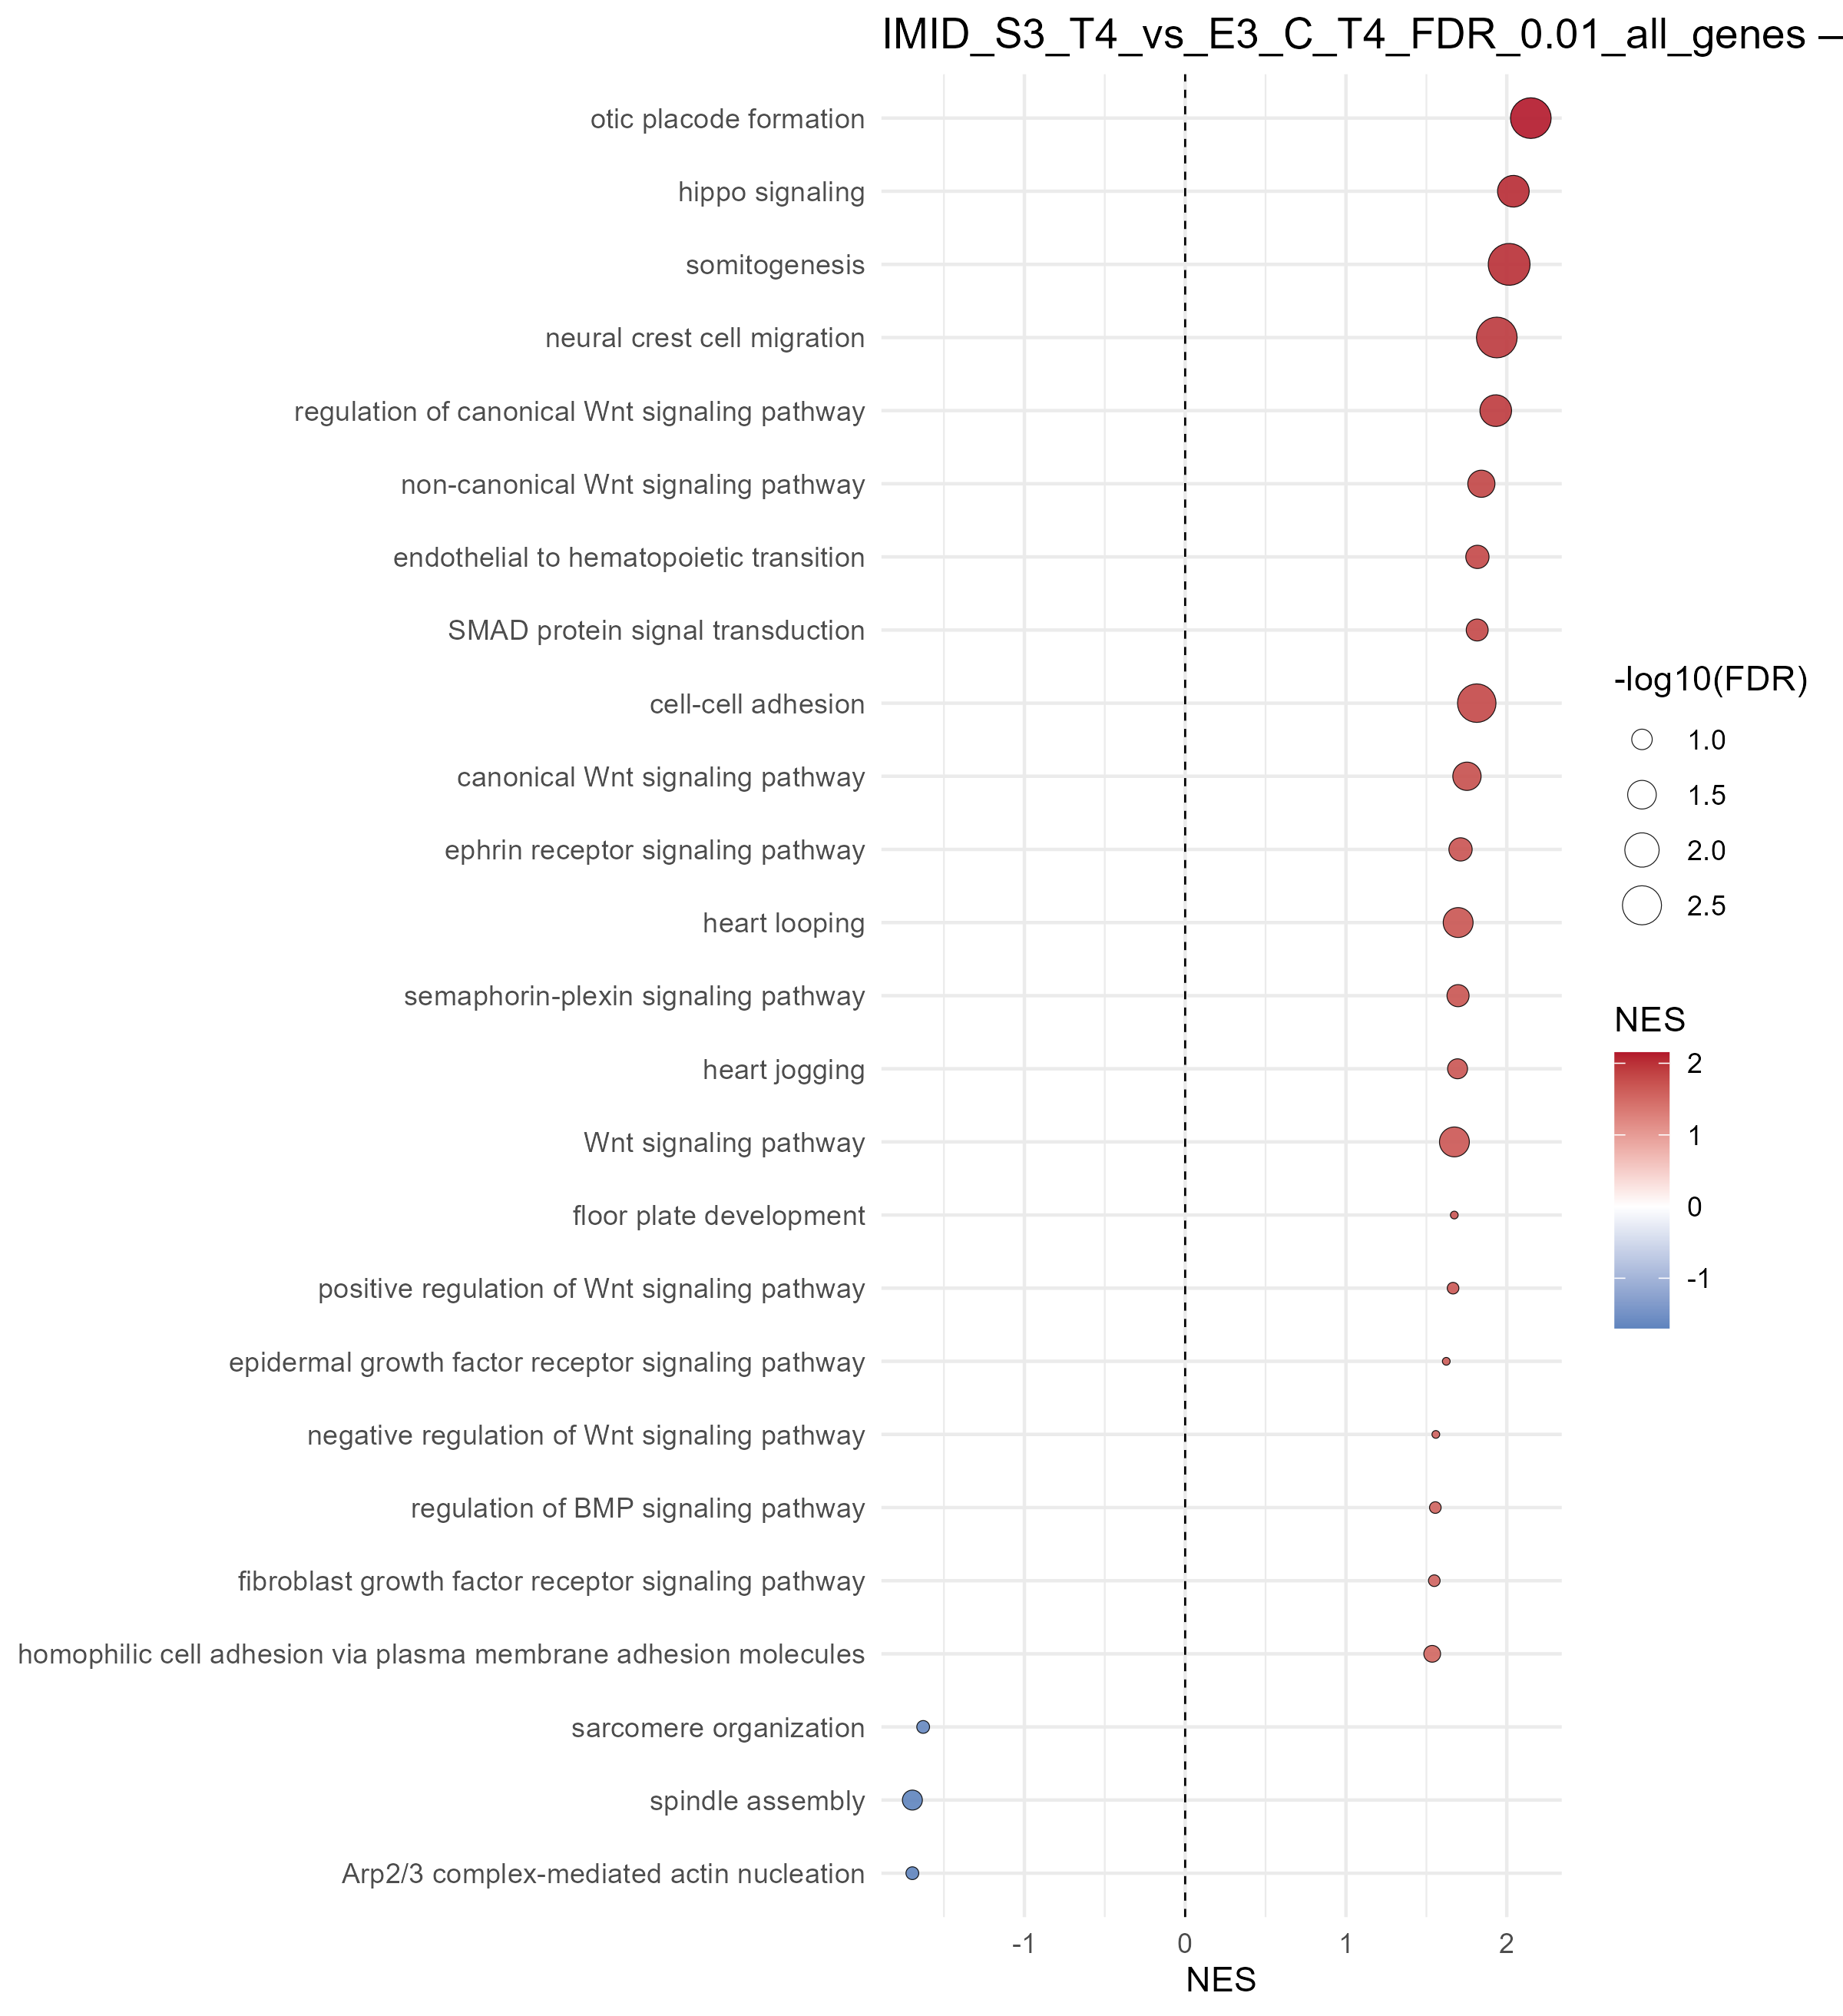 IMID_S3_T4_vs_E3_C_T4_FDR_0.01_all_genes –
otic placode formation
hippo signaling
somitogenesis
neural crest cell migration
regulation of canonical Wnt signaling pathway
non-canonical Wnt signaling pathway
endothelial to hematopoietic transition
SMAD protein signal transduction
cell-cell adhesion
canonical Wnt signaling pathway
ephrin receptor signaling pathway
heart looping
semaphorin-plexin signaling pathway
heart jogging
Wnt signaling pathway
floor plate development
positive regulation of Wnt signaling pathway
epidermal growth factor receptor signaling pathway
negative regulation of Wnt signaling pathway
regulation of BMP signaling pathway
fibroblast growth factor receptor signaling pathway
homophilic cell adhesion via plasma membrane adhesion molecules
sarcomere organization
spindle assembly
Arp2/3 complex-mediated actin nucleation
-1 0 1 2
NES
-log10(FDR)
1.0
1.5
2.0
2.5
NES
2
1
0
-1